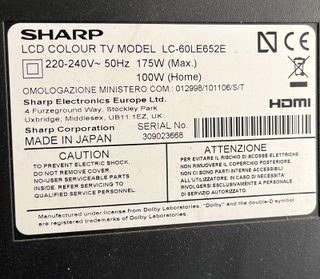 SHARP
LCD COLOUR TV MODEL LC-60LE652E
220-240V~ 50Hz 175W (Max.)
100W (Home)
OMOLOGAZIONE MINISTERO COM.: 012998/101106/S/T
Sharp Electronics Europe Ltd.
4 Furzeground Way, Stockley Park
Uxbridge, Middlesex, UB11 1EZ, UK
HDMI
Sharp Corporation
MADE IN JAPAN
SERIAL No.
309023668
CAUTION
TO PREVENT ELECTRIC SHOCK,
DO NOT REMOVE COVER.
NO-USER SERVICEABLE PARTS
INSIDE. REFER SERVICING TO
QUALIFIED SERVICE PERSONNEL.
ATTENZIONE
PER EVITARE IL RISCHIO DI SCOSSE ELETTRICHE
NON RIMUOVERE IL COPERCHIO.
ALL'INTERNO NON CI SONO PARTI ACCESSIBILI
ALL'UTILIZZATORE. IN CASO DI NECESSITÀ
RIVOLGERSI ESCLUSIVAMENTE A PERSONALE
DI SERVIZIO AUTORIZZATO.
Manufactured under license from Dolby Laboratories. "Dolby" and the double-D symbol
are registered trademarks of Dolby Laboratories.